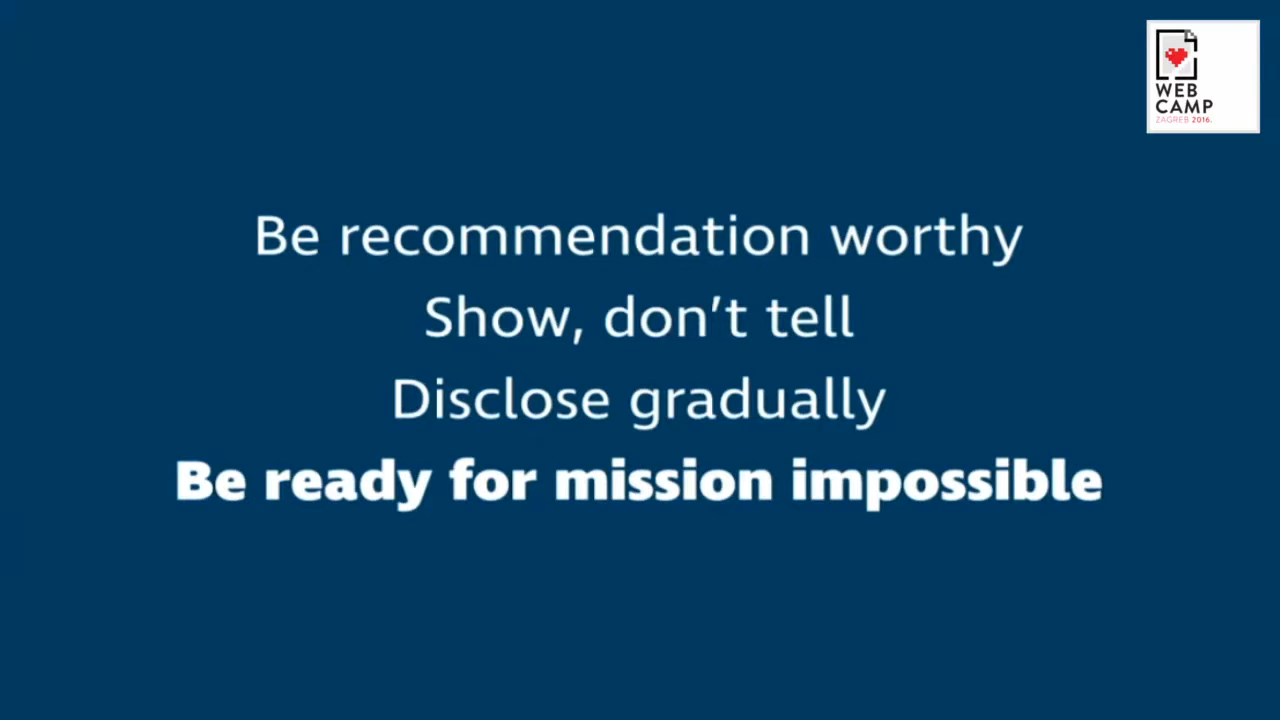 WEB
CAMP
ZAGREB 2016.
Be recommendation worthy
Show, don’t tell
Disclose gradually
Be ready for mission impossible